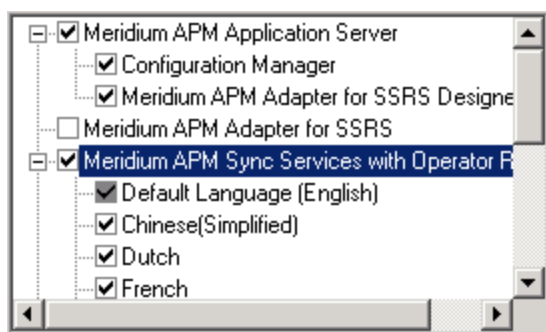 Meridium APM Application Server
Configuration Manager
Meridium APM Adapter for SSRS Designe
Meridium APM Adapter for SSRS
Meridium APM Sync Services with Operator R
Default Language (English)
Chinese(Simplified)
Dutch
French